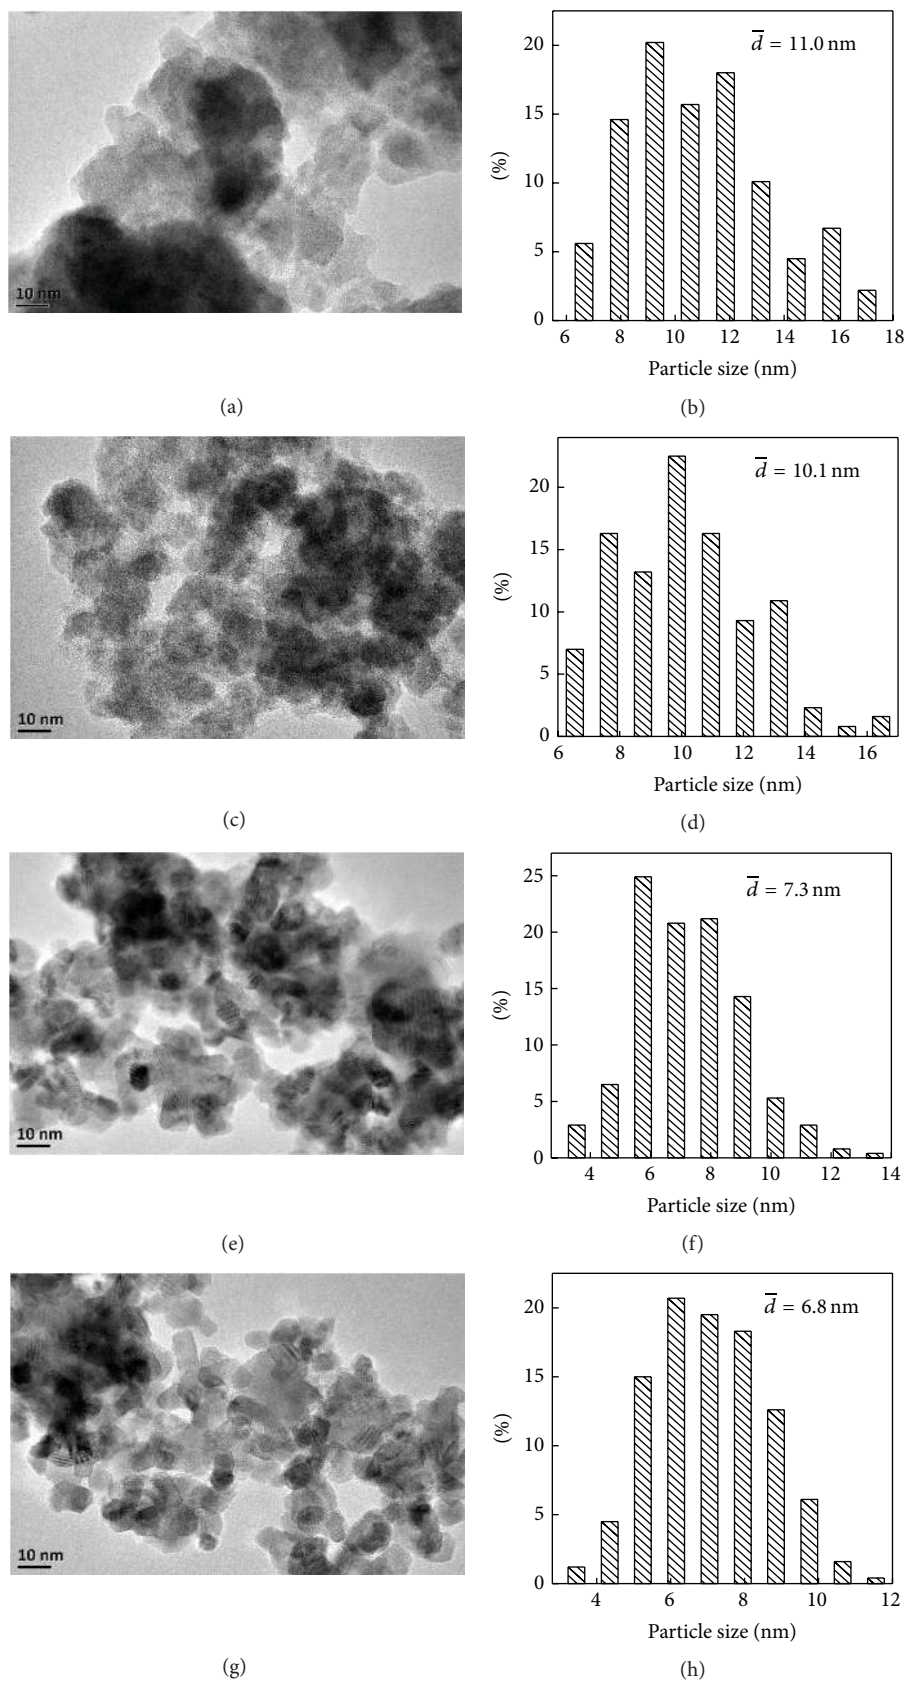 20
15
10
5
0
(%)
d = 11.0 nm
6 8 10 12 14 16 18
Particle size (nm)
10 nm
(a)
(b)
20
15
10
5
0
(%)
d = 10.1 nm
6 8 10 12 14 16
Particle size (nm)
10 nm
(c)
(d)
25
20
15
10
5
0
(%)
d = 7.3 nm
4 6 8 10 12 14
Particle size (nm)
10 nm
(e)
(f)
20
15
10
5
0
(%)
d = 6.8 nm
4 6 8 10 12
Particle size (nm)
10 nm
(g)
(h)